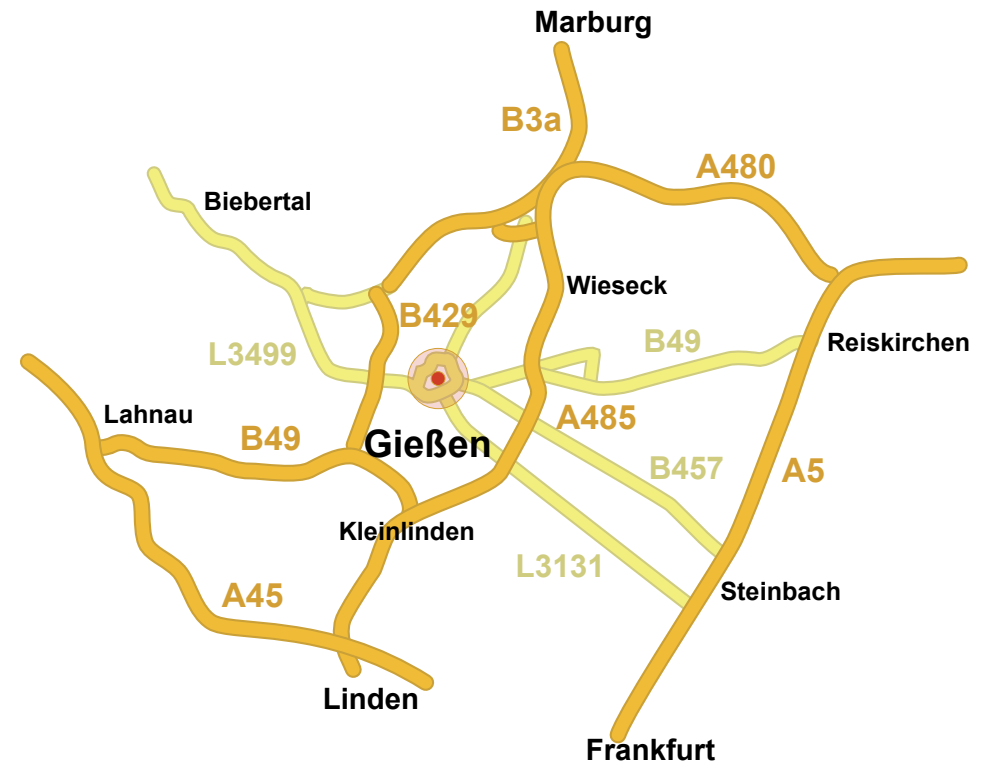 Marburg
B3a
A480
Biebertal
Wieseck
B429
B49
Reiskirchen
L3499
Lahnau
A485
B49
Gießen
B457
A5
Kleinlinden
L3131
Steinbach
A45
Linden
Frankfurt